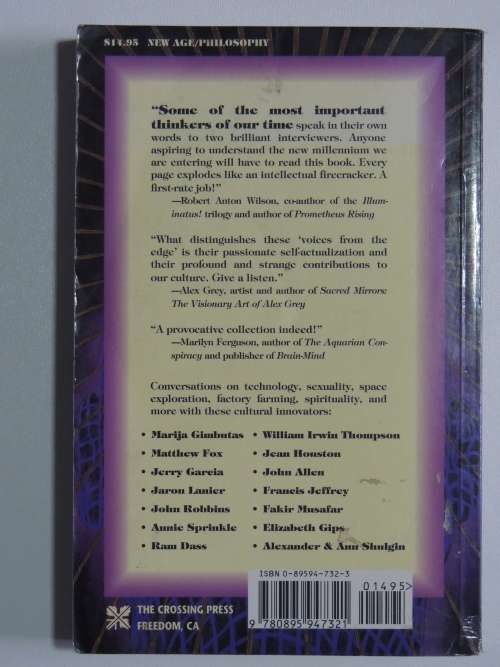 $14.95 NEW AGE/PHILOSOPHY
“Some of the most important
thinkers of our time speak in their own
words to two brilliant interviewers. Anyone
aspiring to understand the new millennium we
are entering will have to read this book. Every
page explodes like an intellectual firecracker. A
first-rate job!”
—Robert Anton Wilson, co-author of the Illum-
inatus! trilogy and author of Prometheus Rising
“What distinguishes these ‘voices from the
edge’ is their passionate self-actualization and
their profound and strange contributions to
our culture. Give a listen.”
—Alex Grey, artist and author of Sacred Mirrors:
The Visionary Art of Alex Grey
“A provocative collection indeed!”
—Marilyn Ferguson, author of The Aquarian Con-
spiracy and publisher of Brain-Mind
Conversations on technology, sexuality, space
exploration, factory farming, spirituality, and
more with these cultural innovators:
• Marija Gimbutas • William Irwin Thompson
• Matthew Fox • Jean Houston
• Jerry Garcia • John Allen
• Jaron Lanier • Francis Jeffrey
• John Robbins • Fakir Musafar
• Annie Sprinkle • Elizabeth Gips
• Ram Dass • Alexander & Ann Shulgin
ISBN 0-89594-732-3
01495>
9 780895 947321
THE CROSSING PRESS
FREEDOM, CA